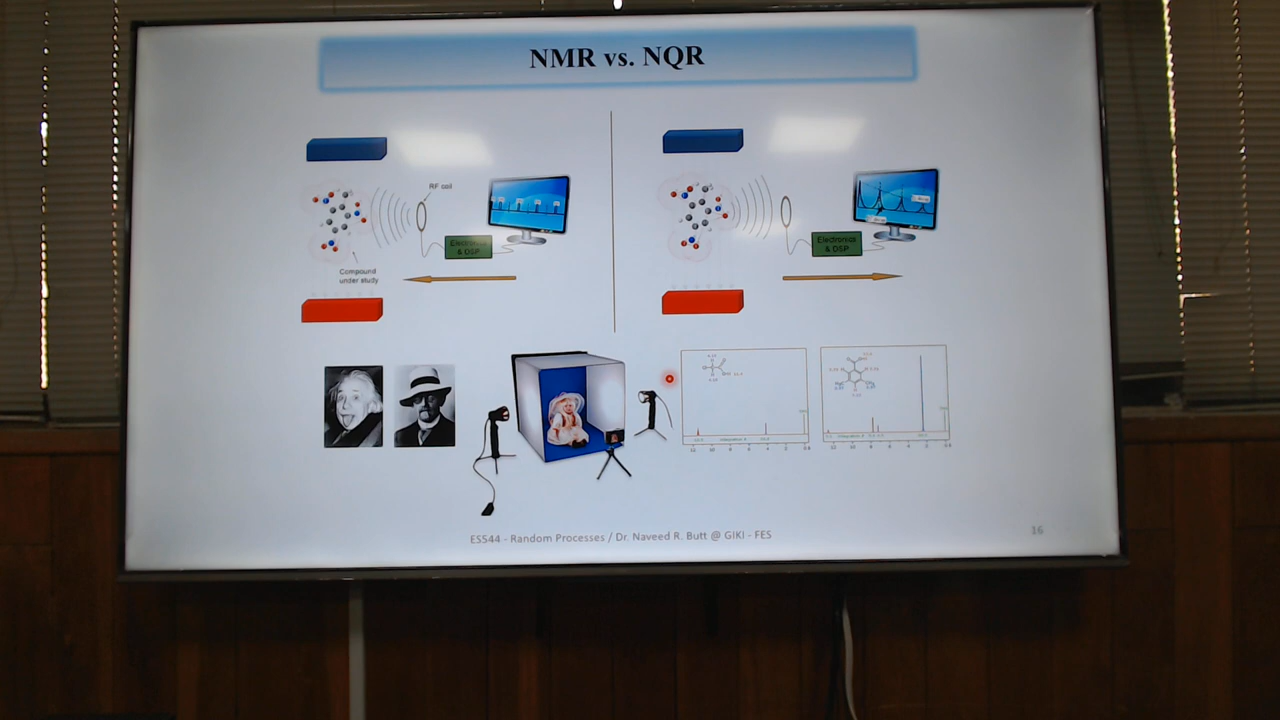 NMR vs. NQR
RF coil
Electronics
& DSP
Compound
under study
Electronics
& DSP
ES544 - Random Processes / Dr. Naveed R. Butt @ GIKI - FES
16